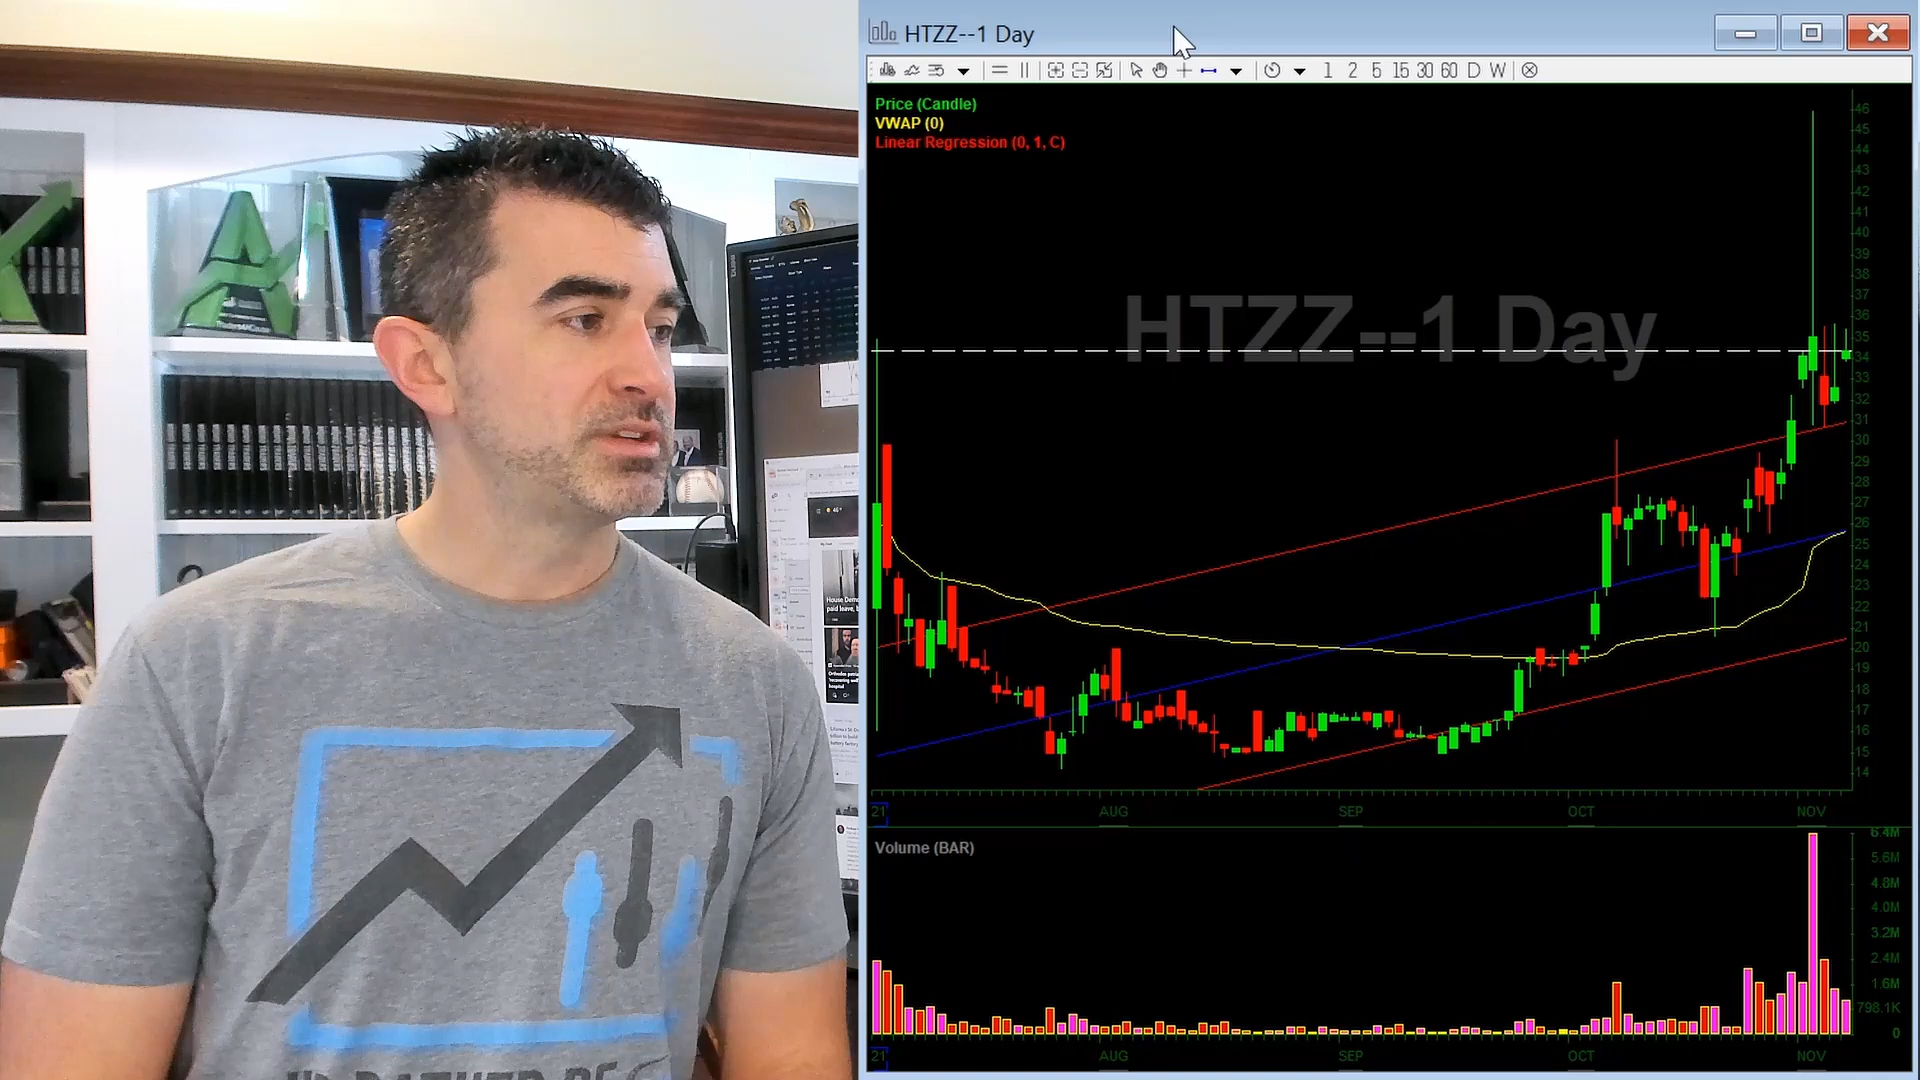 HTZZ--1 Day
1 2 5 15 30 60 D W
Price (Candle)
VWAP (0)
Linear Regression (0, 1, C)
HTZZ--1 Day
46
45
44
43
42
41
40
39
38
37
36
35
34
33
32
31
30
29
28
27
26
25
24
23
22
21
20
19
18
17
16
15
14
21 AUG SEP OCT NOV
Volume (BAR)
6.4M
5.6M
4.8M
4.0M
3.2M
2.4M
1.6M
798.1K
0
21 AUG SEP OCT NOV
House Dem
paid leave, b